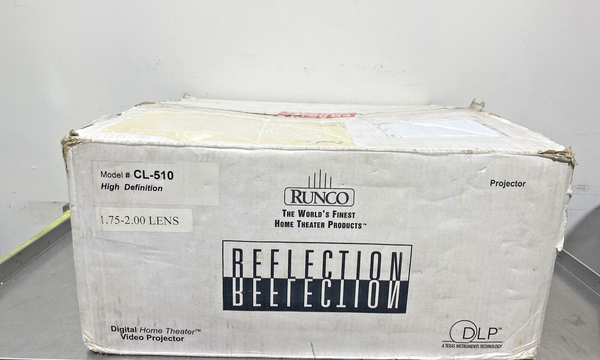 Model # CL-510
High Definition
1.75-2.00 LENS
RUNCO
THE WORLD'S FINEST
HOME THEATER PRODUCTS™
Projector
REFLECTION
REFLECTION
Digital Home Theater™
Video Projector
DLP™
A TEXAS INSTRUMENTS TECHNOLOGY